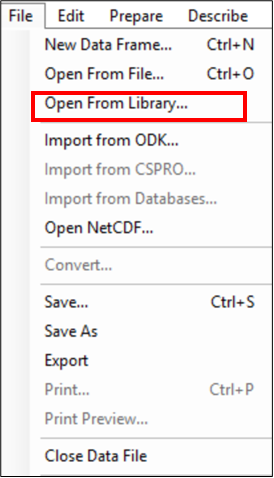 File Edit Prepare Describe
New Data Frame... Ctrl+N
Open From File... Ctrl+O
Open From Library...
Import from ODK...
Import from CSPRO...
Import from Databases...
Open NetCDF...
Convert...
Save... Ctrl+S
Save As
Export
Print... Ctrl+P
Print Preview...
Close Data File